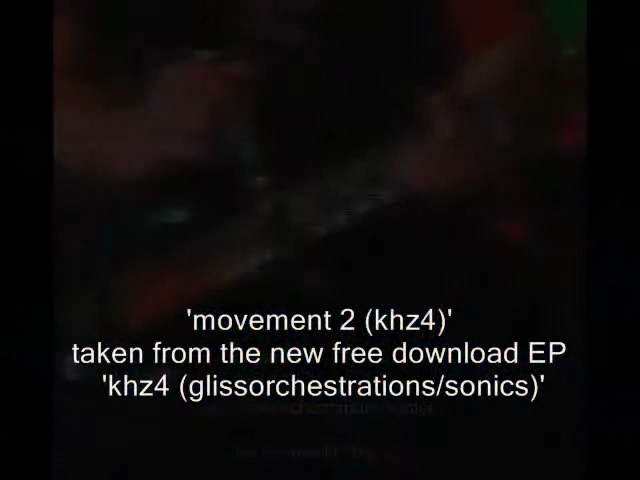 'movement 2 (khz4)'
taken from the new free download EP
'khz4 (glissorchestrations/sonics)'